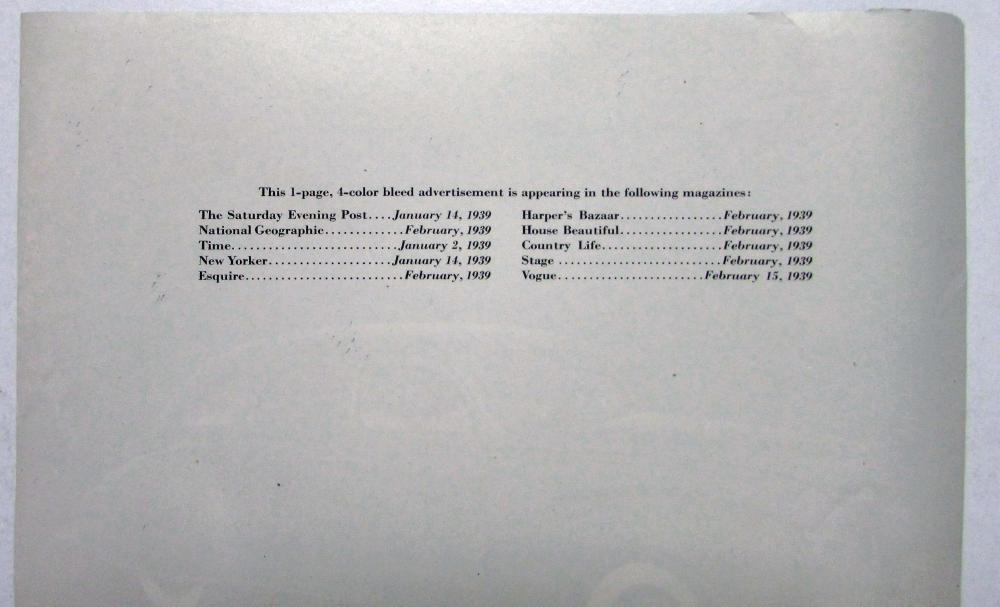 This 1-page, 4-color bleed advertisement is appearing in the following magazines:
The Saturday Evening Post....January 14, 1939
National Geographic.............February, 1939
Time............................January 2, 1939
New Yorker.....................January 14, 1939
Esquire...........................February, 1939
Harper's Bazaar.................February, 1939
House Beautiful.................February, 1939
Country Life....................February, 1939
Stage ...........................February, 1939
Vogue........................February 15, 1939